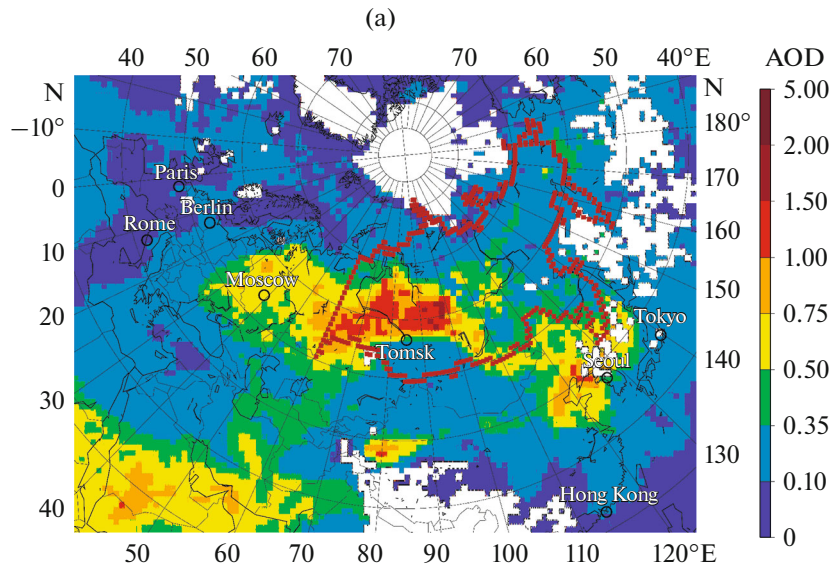 (a)
40 50 60 70 70 60 50 40°E AOD
N N
5.00
−10° 180°
2.00
Paris 170
0
Berlin 1.50
Rome 160
10 1.00
Moscow 150
20 0.75
Tokyo
Tomsk 140
Seoul 0.50
30
0.35
130
0.10
Hong Kong
40 0
50 60 70 80 90 100 110 120°E